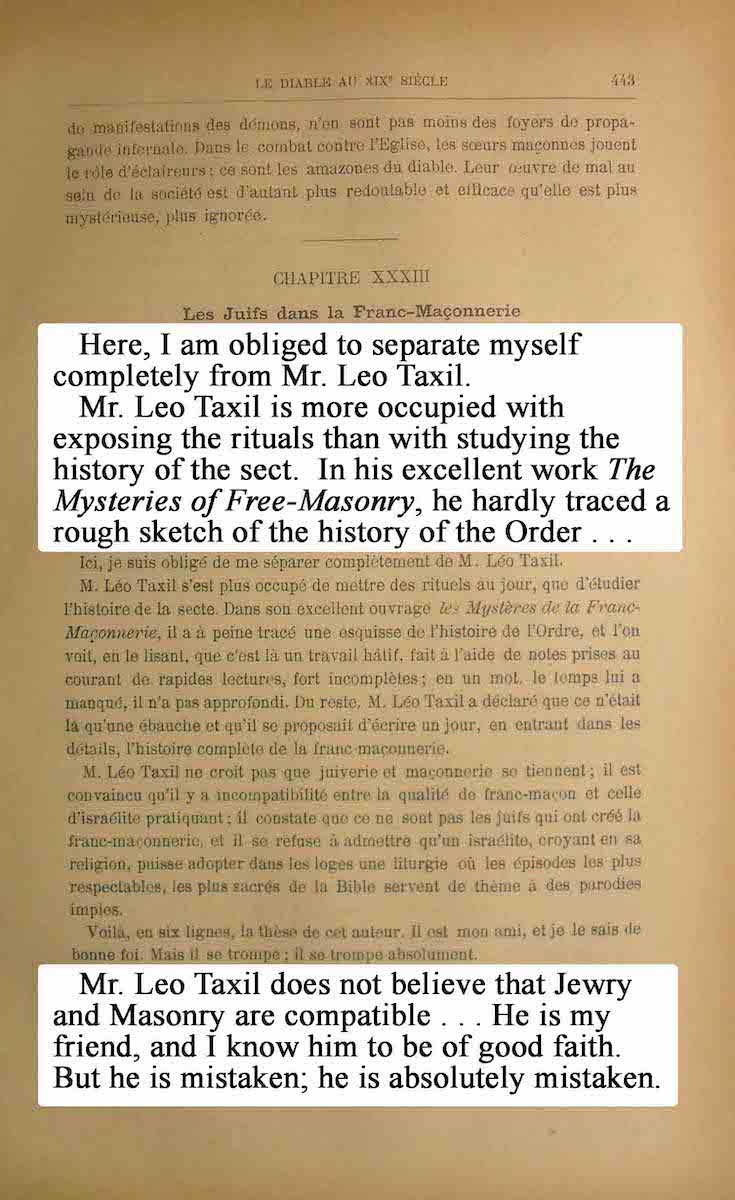 LE DIABLE AU XIXᵉ SIÈCLE 443
de manifestations des démons, n'en sont pas moins des foyers de propa-
gande infernale. Dans le combat contre l'Eglise, les sœurs maçonnes jouent
le rôle d'éclaireurs ; ce sont les amazones du diable. Leur œuvre de mal au
sein de la société est d'autant plus redoutable et efficace qu'elle est plus
mystérieuse, plus ignorée.
CHAPITRE XXXIII
Les Juifs dans la Franc-Maçonnerie
Here, I am obliged to separate myself
completely from Mr. Leo Taxil.
Mr. Leo Taxil is more occupied with
exposing the rituals than with studying the
history of the sect. In his excellent work The
Mysteries of Free-Masonry, he hardly traced a
rough sketch of the history of the Order . . .
Ici, je suis obligé de me séparer complètement de M. Léo Taxil.
M. Léo Taxil s'est plus occupé de mettre des rituels au jour, que d'étudier
l'histoire de la secte. Dans son excellent ouvrage les Mystères de la Franc-
Maçonnerie, il a à peine tracé une esquisse de l'histoire de l'Ordre, et l'on
voit, en le lisant, que c'est là un travail hâtif, fait à l'aide de notes prises au
courant de rapides lectures, fort incomplètes ; en un mot, le temps lui a
manqué, il n'a pas approfondi. Du reste, M. Léo Taxil a déclaré que ce n'était
là qu'une ébauche et qu'il se proposait d'écrire un jour, en entrant dans les
détails, l'histoire complète de la franc-maçonnerie.
M. Léo Taxil ne croit pas que juiverie et maçonnerie se tiennent ; il est
convaincu qu'il y a incompatibilité entre la qualité de franc-maçon et celle
d'israélite pratiquant ; il constate que ce ne sont pas les juifs qui ont créé la
franc-maçonnerie, et il se refuse à admettre qu'un israélite, croyant en sa
religion, puisse adopter dans les loges une liturgie où les épisodes les plus
respectables, les plus sacrés de la Bible servent de thème à des parodies
impies.
Voilà, en six lignes, la thèse de cet auteur. Il est mon ami, et je le sais de
bonne foi. Mais il se trompe ; il se trompe absolument.
Mr. Leo Taxil does not believe that Jewry
and Masonry are compatible . . . He is my
friend, and I know him to be of good faith.
But he is mistaken; he is absolutely mistaken.